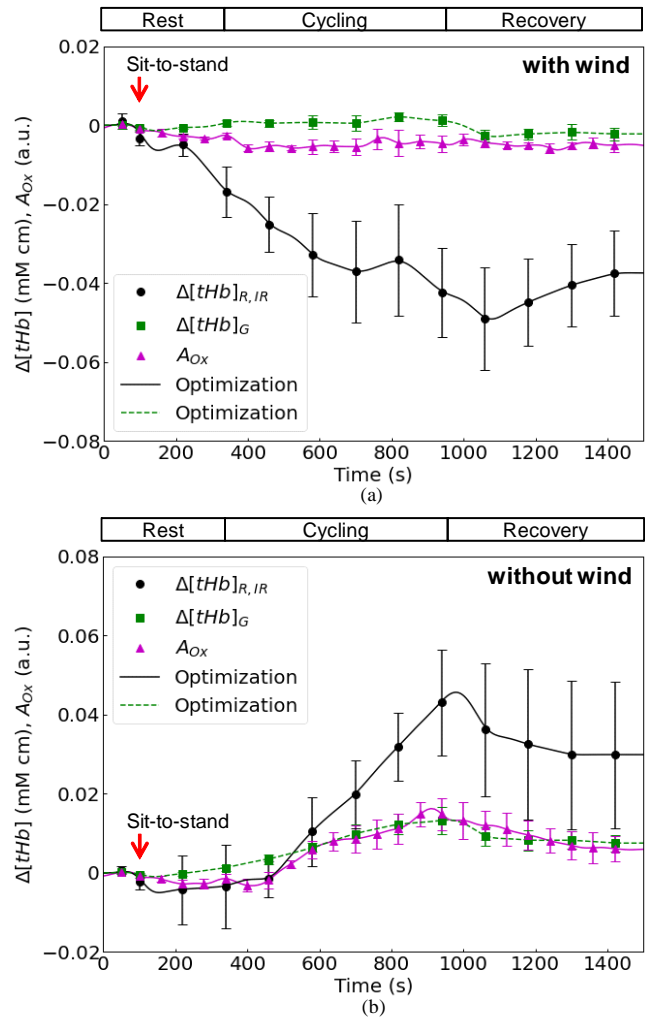 Rest Cycling Recovery
0.02
Sit-to-stand
with wind
0
−0.02
−0.04
−0.06
−0.08
Δ[tHb] (mM cm), A_Ox (a.u.)
Δ[tHb]_R,IR
Δ[tHb]_G
A_Ox
Optimization
Optimization
0 200 400 600 800 1000 1200 1400
Time (s)
(a)
Rest Cycling Recovery
0.08
without wind
0.06
0.04
0.02
0
−0.02
Δ[tHb] (mM cm), A_Ox (a.u.)
Δ[tHb]_R,IR
Δ[tHb]_G
A_Ox
Optimization
Optimization
Sit-to-stand
0 200 400 600 800 1000 1200 1400
Time (s)
(b)